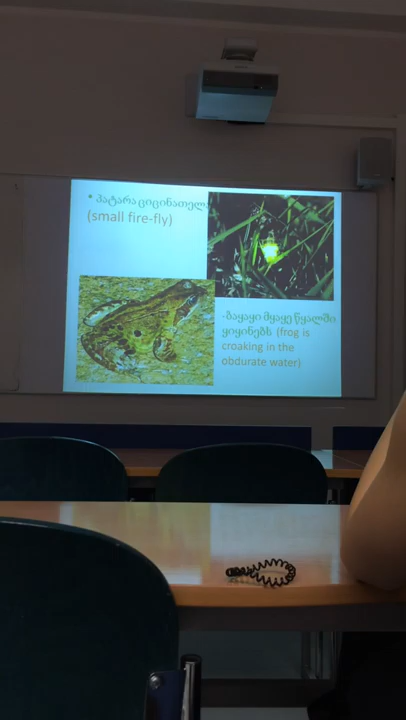 • პატარა ციცინათელა
(small fire-fly)
-ბაყაყი მყაყე წყალში
ყიყინებს (frog is
croaking in the
obdurate water)